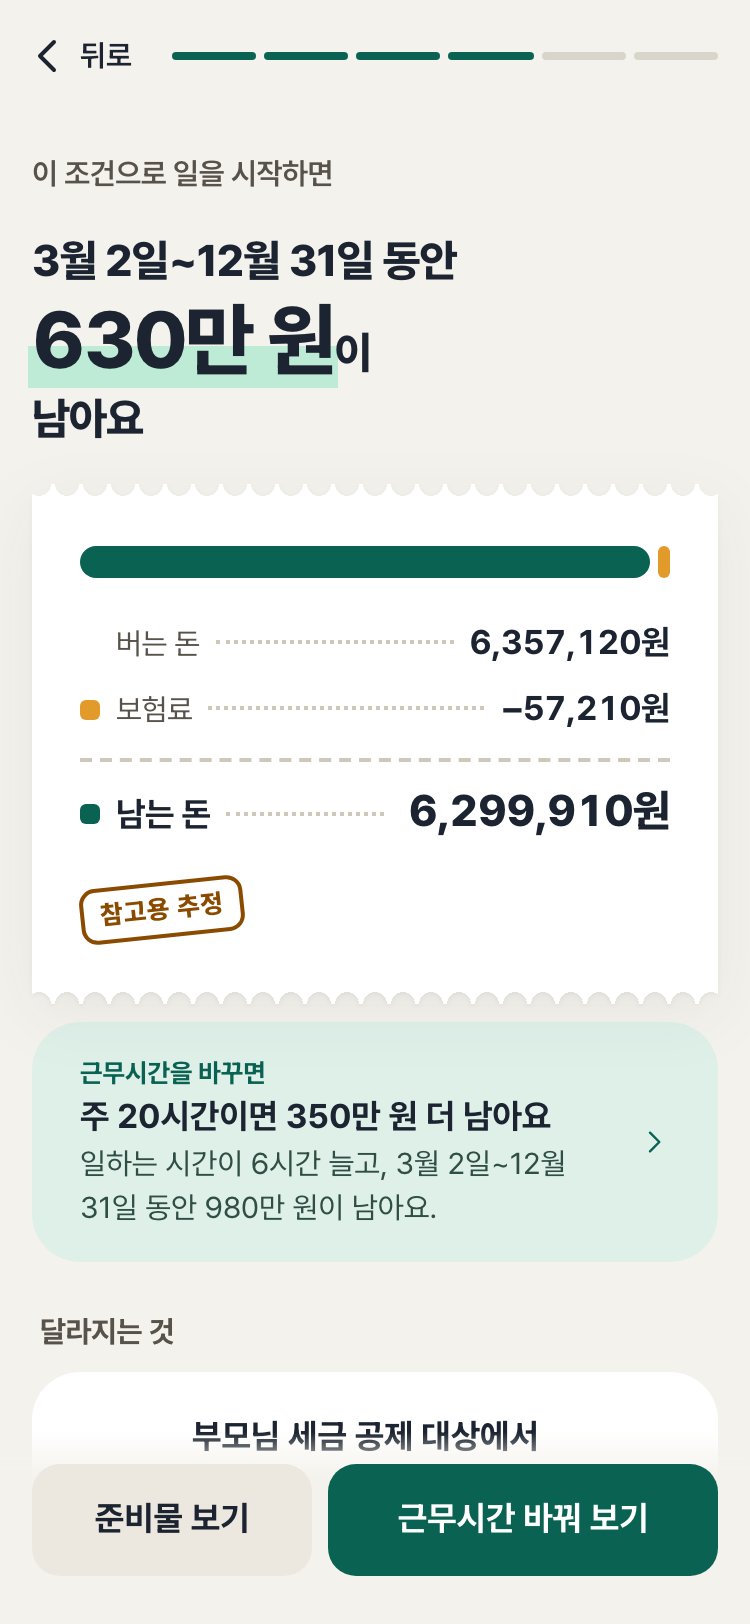 뒤로
이 조건으로 일을 시작하면
3월 2일~12월 31일 동안
630만 원이
남아요
버는 돈 6,357,120원
보험료 −57,210원
남는 돈 6,299,910원
참고용 추정
근무시간을 바꾸면
주 20시간이면 350만 원 더 남아요
일하는 시간이 6시간 늘고, 3월 2일~12월
31일 동안 980만 원이 남아요.
달라지는 것
부모님 세금 공제 대상에서
준비물 보기
근무시간 바꿔 보기